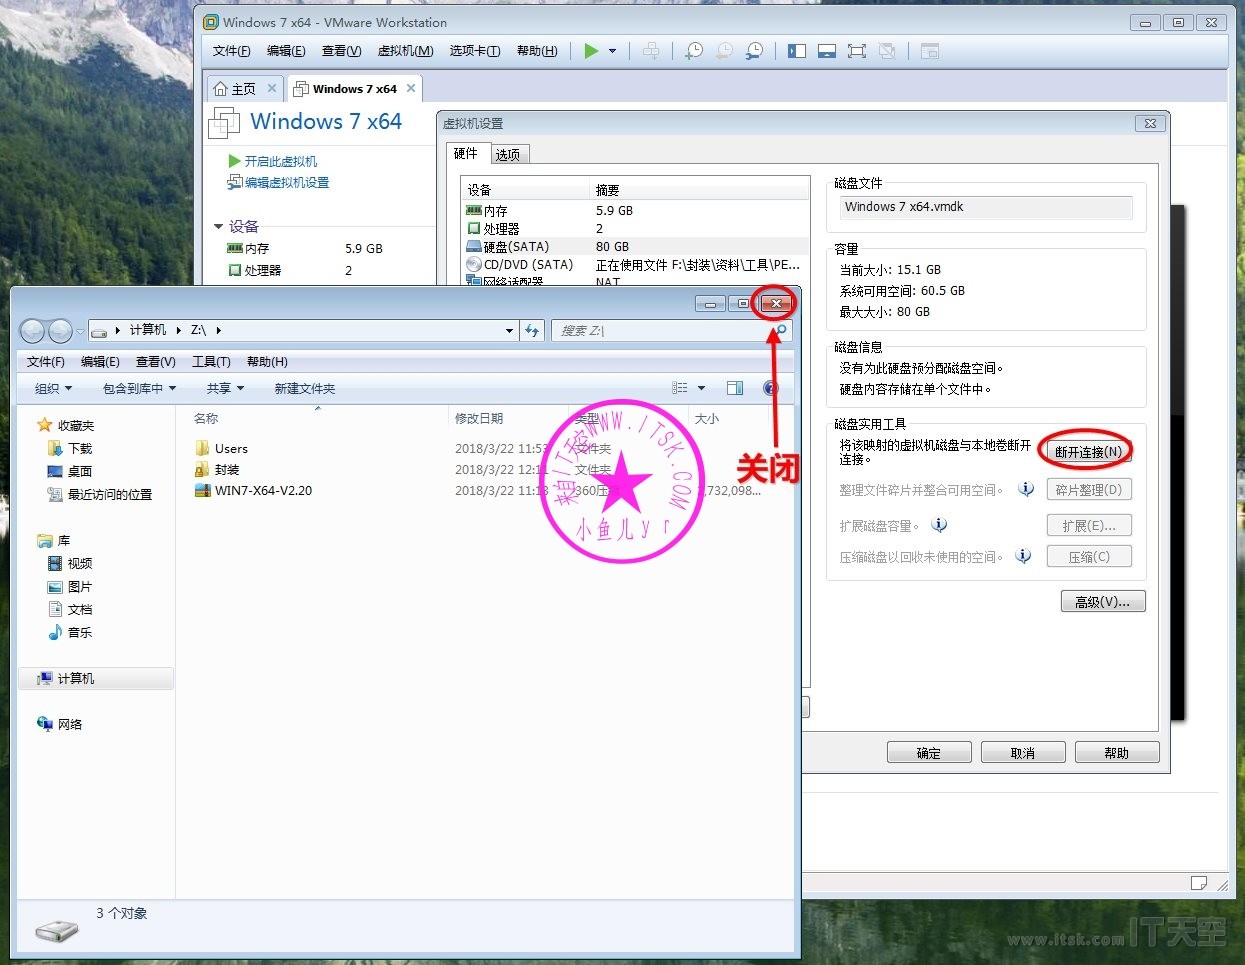 Windows 7 x64 - VMware Workstation
文件(F) 编辑(E) 查看(V) 虚拟机(M) 选项卡(T) 帮助(H)
主页
Windows 7 x64
Windows 7 x64
开启此虚拟机
编辑虚拟机设置
设备
内存 5.9 GB
处理器 2
虚拟机设置
硬件 选项
设备 摘要
内存 5.9 GB
处理器 2
硬盘(SATA) 80 GB
CD/DVD (SATA) 正在使用文件 F:\封装\资料\工具\PE...
网络适配器 NAT
磁盘文件
Windows 7 x64.vmdk
容量
当前大小: 15.1 GB
系统可用空间: 60.5 GB
最大大小: 80 GB
磁盘信息
没有为此硬盘预分配磁盘空间。
硬盘内容存储在单个文件中。
磁盘实用工具
将该映射的虚拟机磁盘与本地卷断开
连接。
断开连接(N)
整理文件碎片并整合可用空间。
碎片整理(D)
扩展磁盘容量。
扩展(E)...
压缩磁盘以回收未使用的空间。
压缩(C)
高级(V)...
确定 取消 帮助
计算机 Z:\
搜索 Z:\
文件(F) 编辑(E) 查看(V) 工具(T) 帮助(H)
组织 包含到库中 共享 新建文件夹
收藏夹
下载
桌面
最近访问的位置
库
视频
图片
文档
音乐
计算机
网络
名称 修改日期 类型 大小
Users 2018/3/22 11:53 文件夹
封装 2018/3/22 12:11 文件夹
WIN7-X64-V2.20 2018/3/22 11:13 360压 2,732,098...
关闭
来自IT天空WWW.ITSK.COM
小鱼儿yr
3 个对象
www.itsk.com IT天空